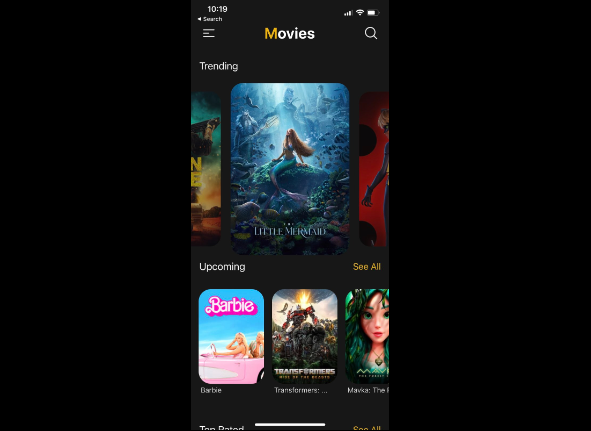 10:19
◂ Search
Movies
Trending
THE
LITTLE MERMAID
Upcoming
See All
Barbie
TRANSFORMERS
RISE OF THE BEASTS
Barbie
Transformers: ...
Mavka: The F
Top Rated
See All